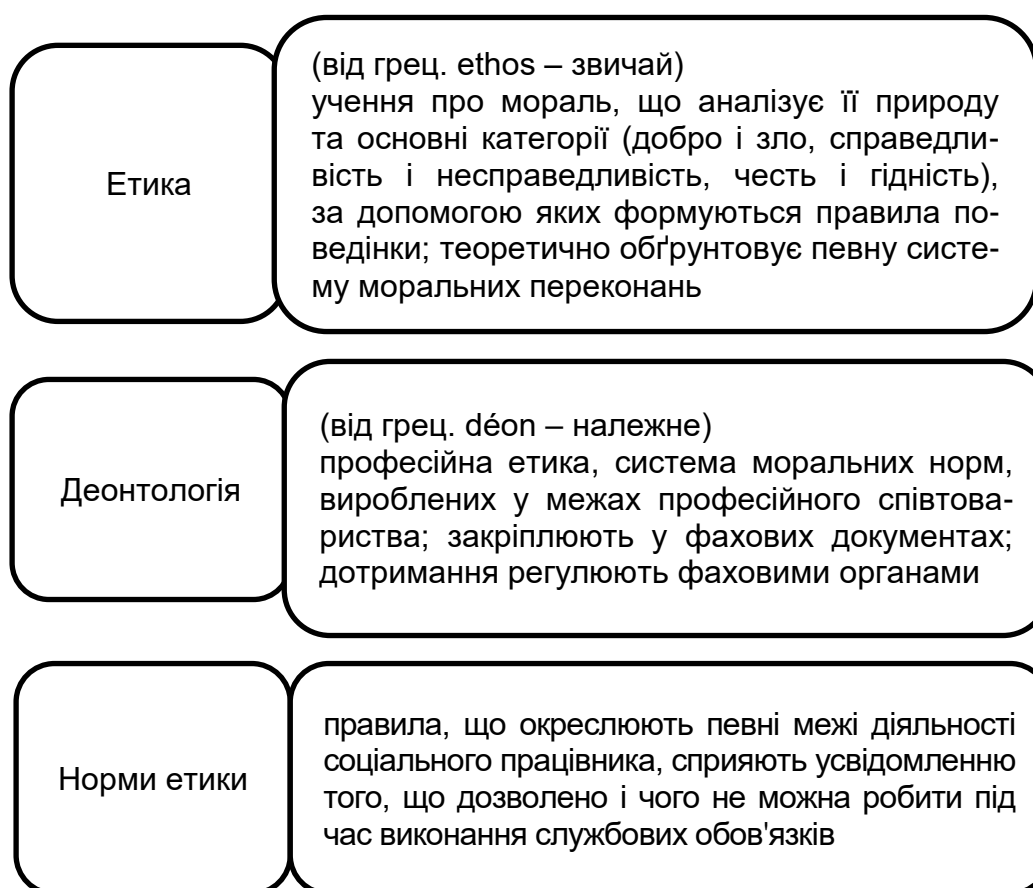 Етика
(від грец. ethos – звичай)
учення про мораль, що аналізує її природу
та основні категорії (добро і зло, справедли-
вість і несправедливість, честь і гідність),
за допомогою яких формуються правила по-
ведінки; теоретично обґрунтовує певну систе-
му моральних переконань
Деонтологія
(від грец. déon – належне)
професійна етика, система моральних норм,
вироблених у межах професійного співтова-
риства; закріплюють у фахових документах;
дотримання регулюють фаховими органами
Норми етики
правила, що окреслюють певні межі діяльності
соціального працівника, сприяють усвідомленню
того, що дозволено і чого не можна робити під
час виконання службових обов'язків